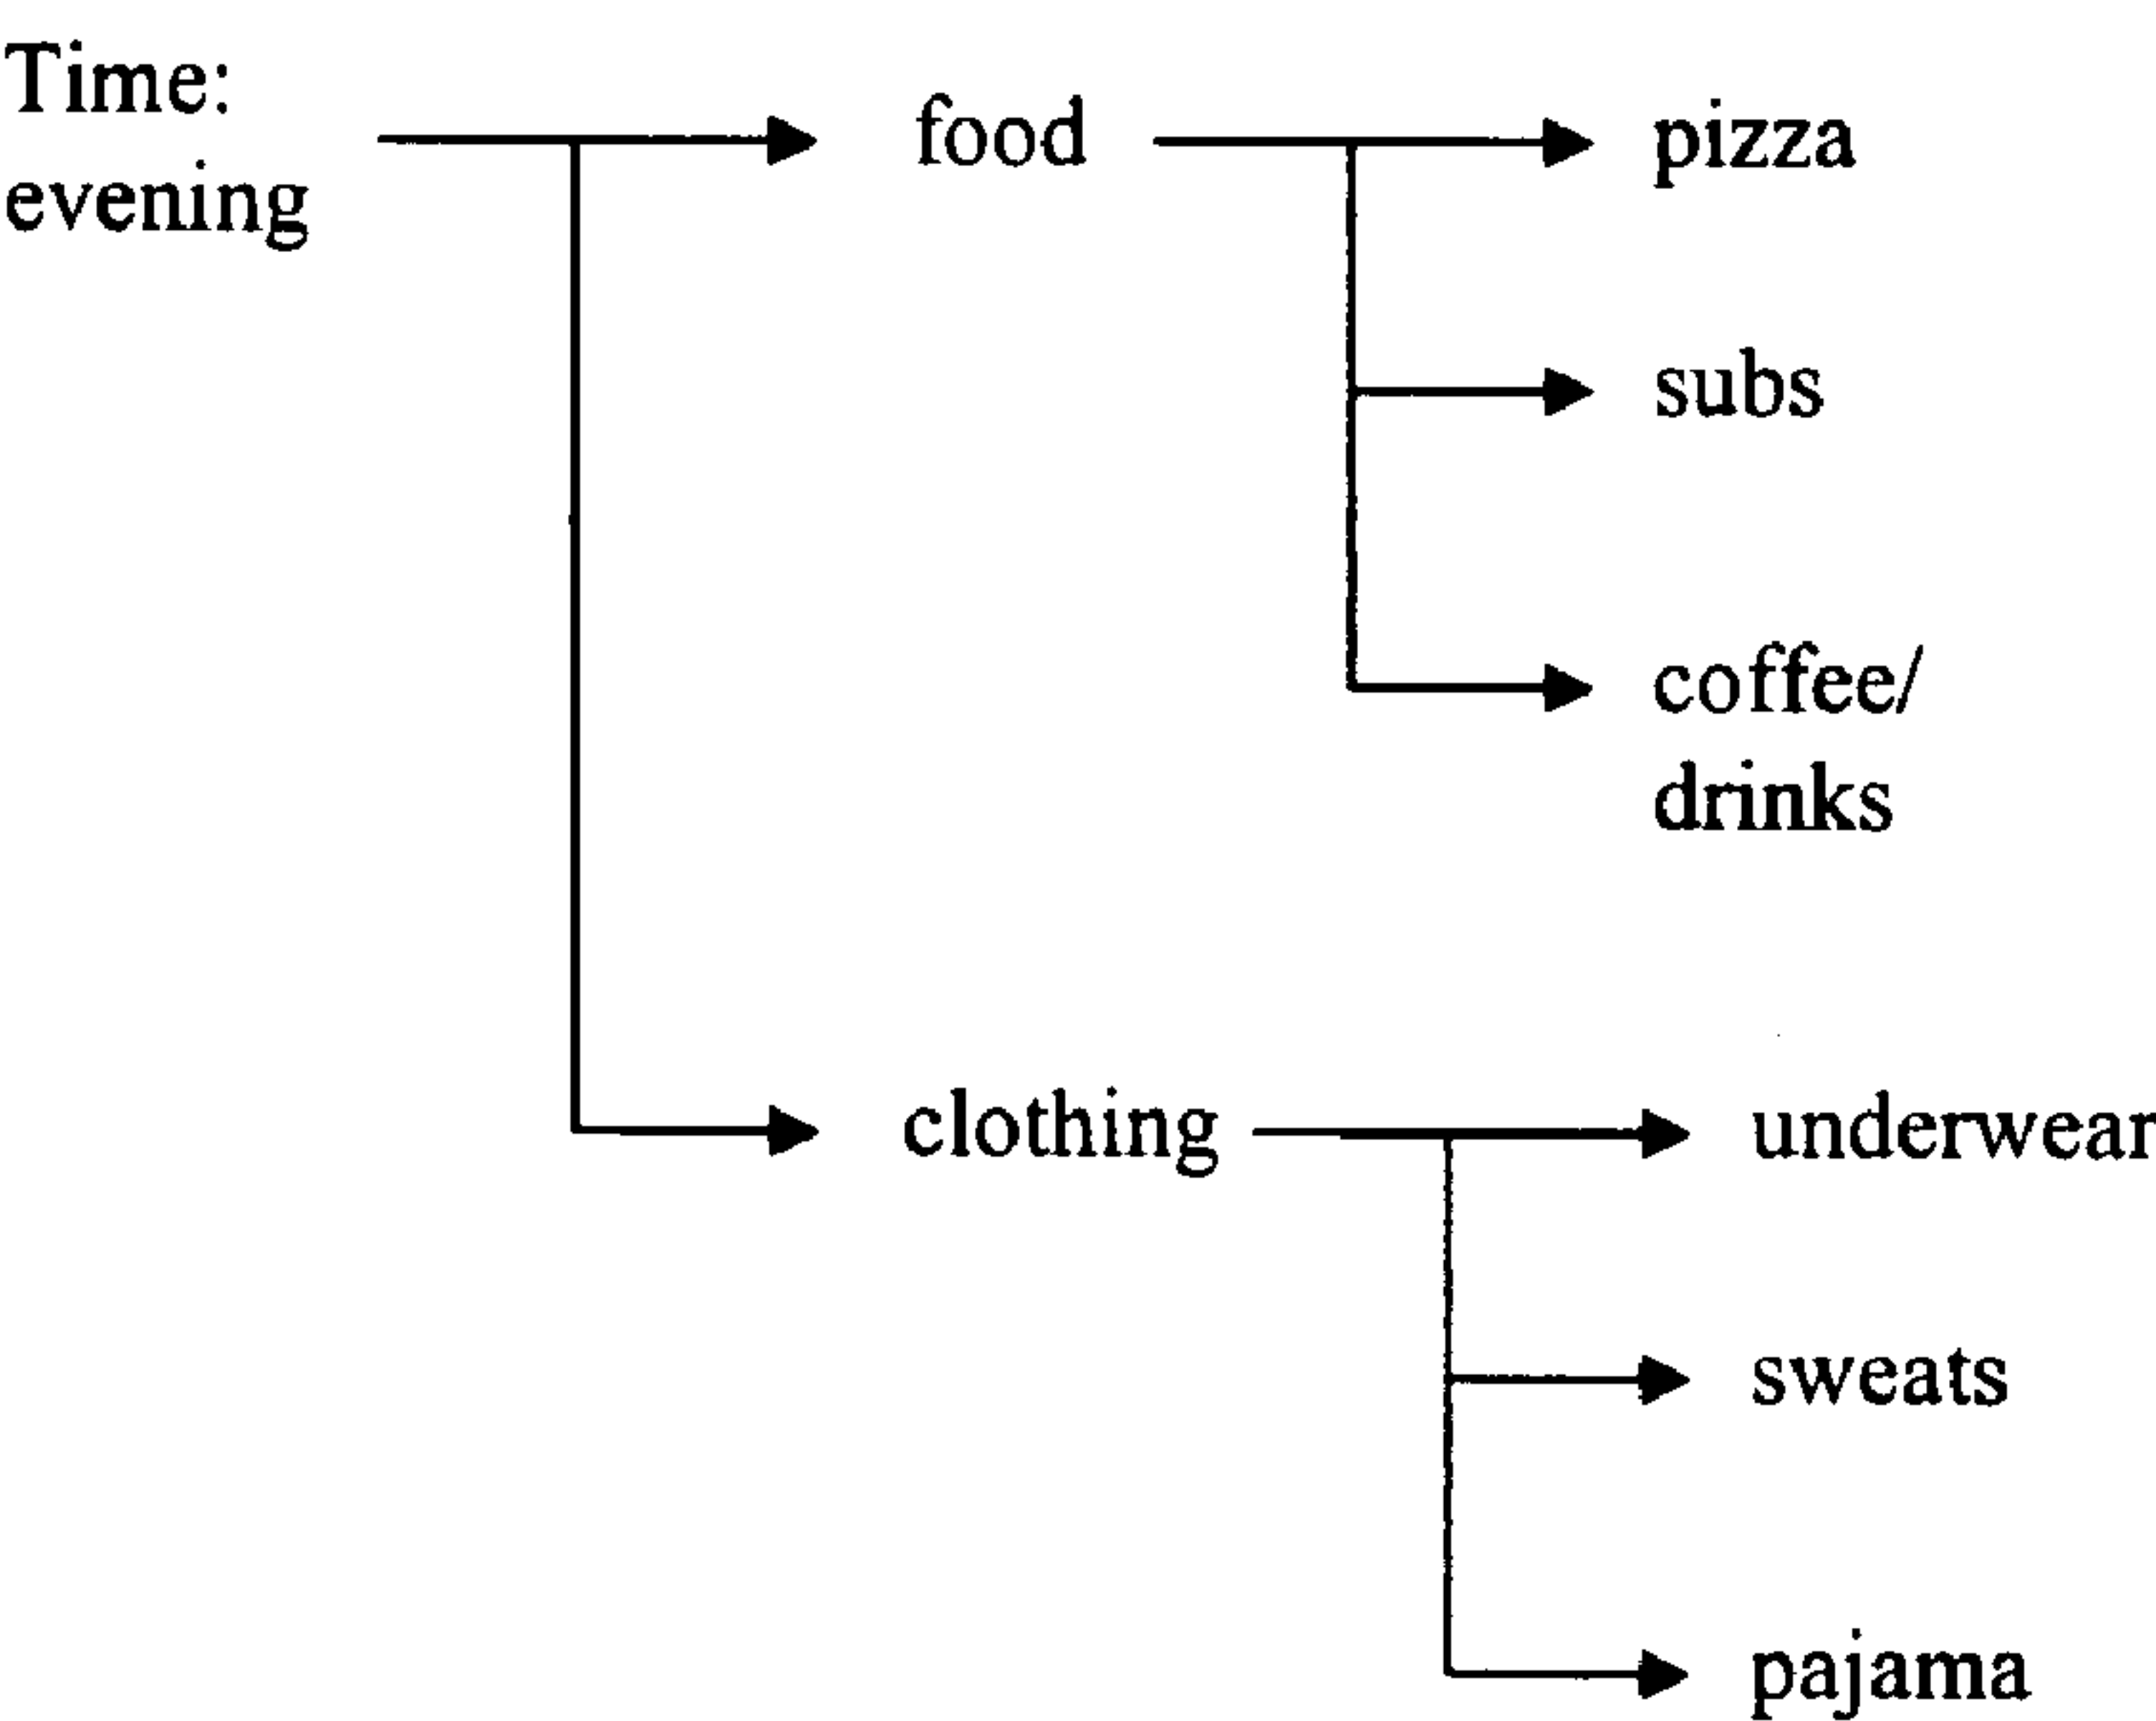 Time:
evening
food
pizza
subs
coffee/
drinks
clothing
underwear
sweats
pajama